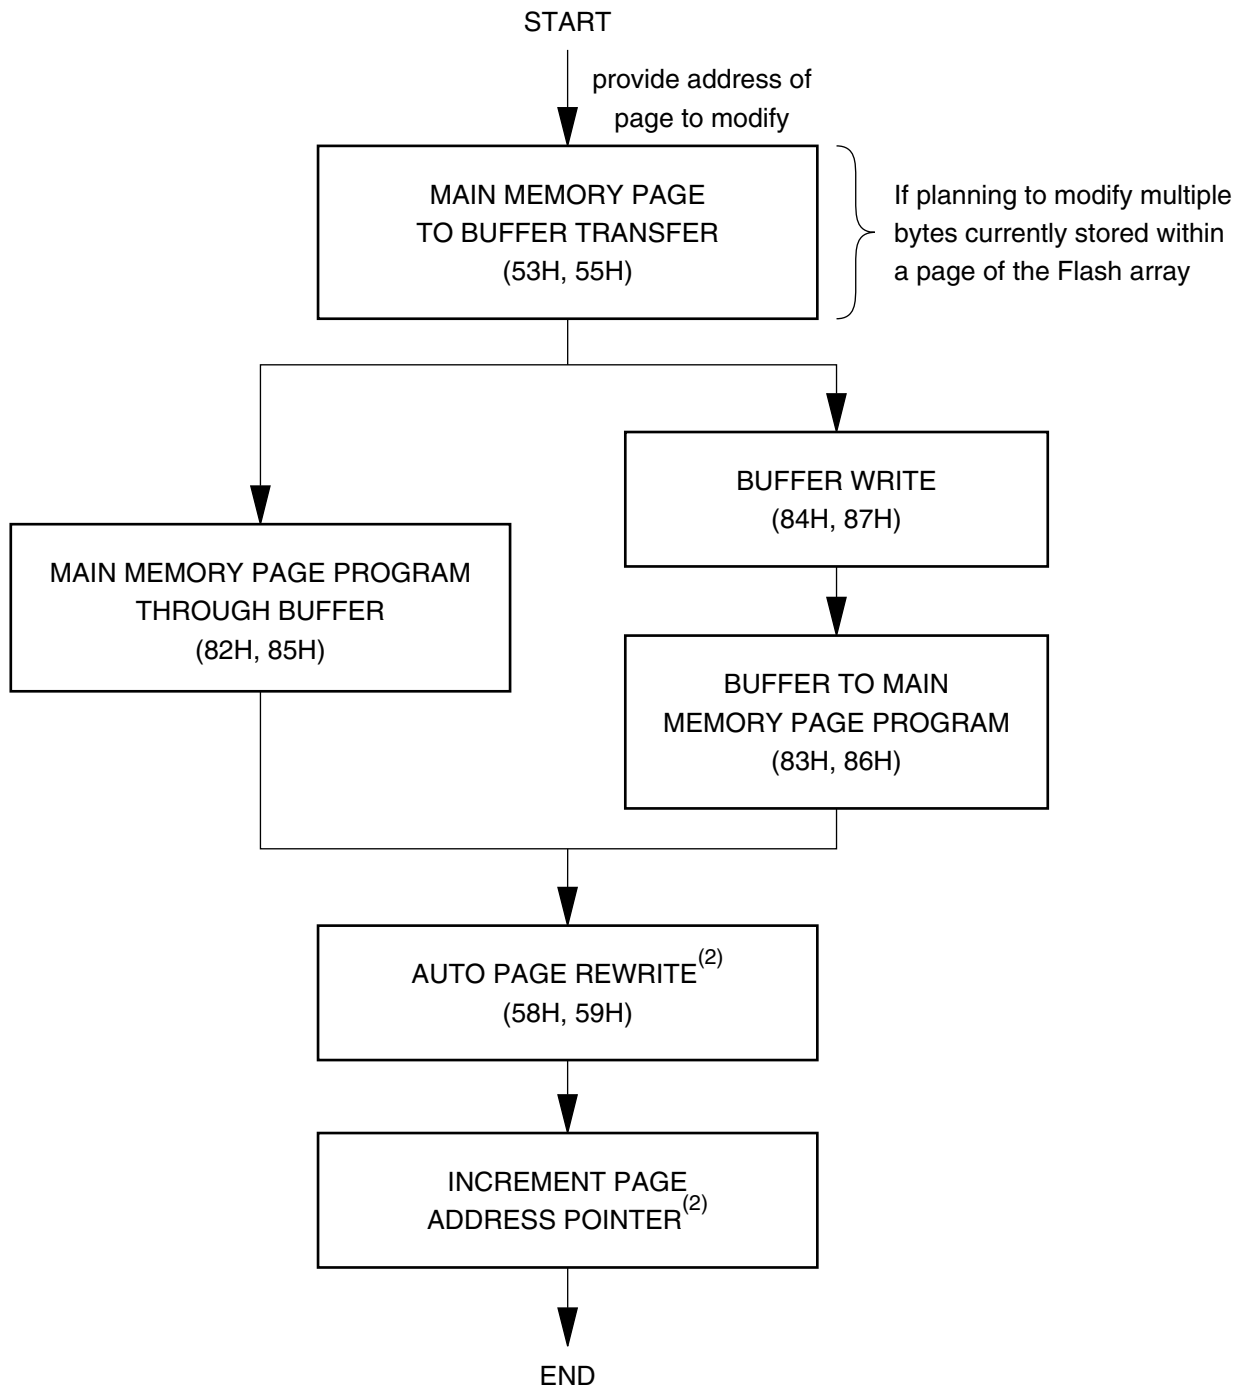 START
provide address of
page to modify
MAIN MEMORY PAGE
TO BUFFER TRANSFER
(53H, 55H)
If planning to modify multiple
bytes currently stored within
a page of the Flash array
BUFFER WRITE
(84H, 87H)
MAIN MEMORY PAGE PROGRAM
THROUGH BUFFER
(82H, 85H)
BUFFER TO MAIN
MEMORY PAGE PROGRAM
(83H, 86H)
AUTO PAGE REWRITE(2)
(58H, 59H)
INCREMENT PAGE
ADDRESS POINTER(2)
END